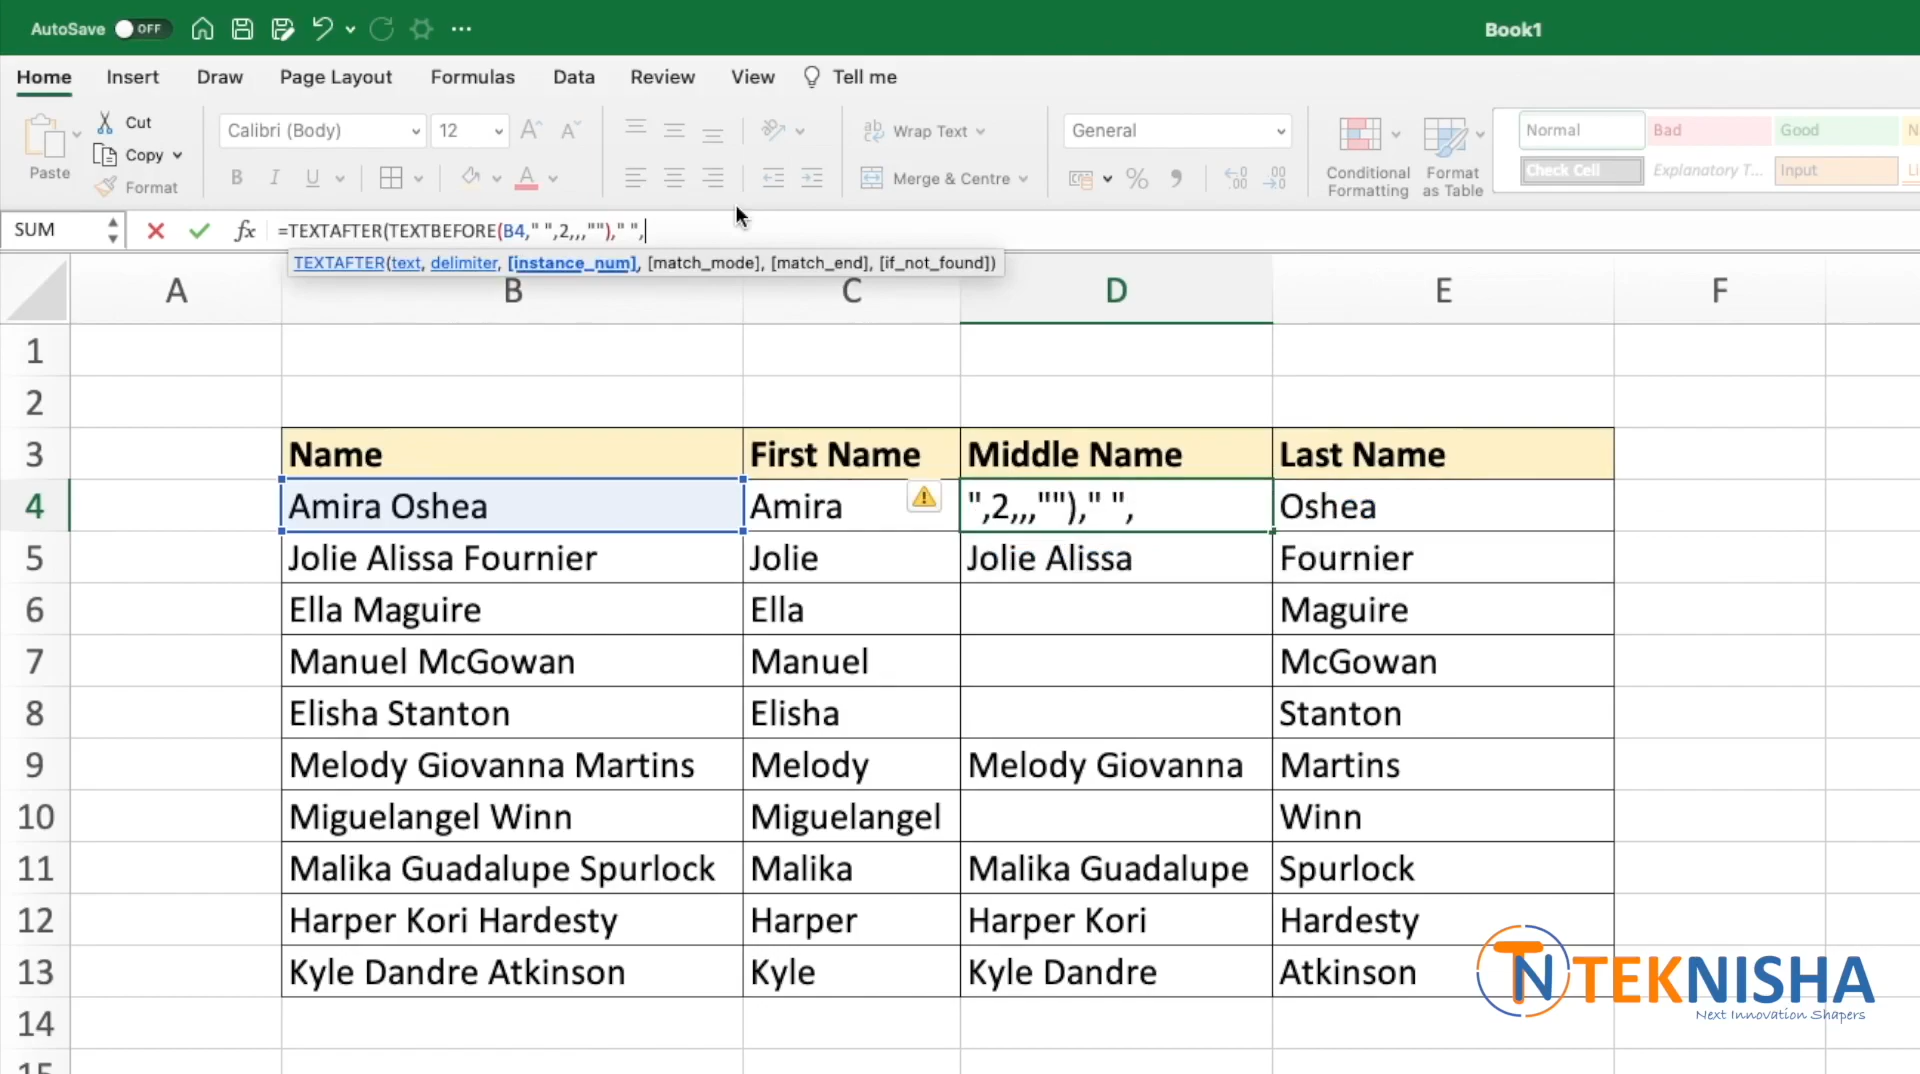 AutoSave OFF Book1
Home Insert Draw Page Layout Formulas Data Review View Tell me
Paste Cut Copy Format
Calibri (Body) 12
B I U A
ab Wrap Text
Merge & Centre
General
%
Conditional Formatting
Format as Table
Normal Bad Good N
Check Cell Explanatory T... Input
SUM fx =TEXTAFTER(TEXTBEFORE(B4," ",2,,,"")," ",
TEXTAFTER(text, delimiter, [instance_num], [match_mode], [match_end], [if_not_found])
A B C D E F
1
2
3 Name First Name Middle Name Last Name
4 Amira Oshea Amira ",2,,,"")," ", Oshea
5 Jolie Alissa Fournier Jolie Jolie Alissa Fournier
6 Ella Maguire Ella Maguire
7 Manuel McGowan Manuel McGowan
8 Elisha Stanton Elisha Stanton
9 Melody Giovanna Martins Melody Melody Giovanna Martins
10 Miguelangel Winn Miguelangel Winn
11 Malika Guadalupe Spurlock Malika Malika Guadalupe Spurlock
12 Harper Kori Hardesty Harper Harper Kori Hardesty
13 Kyle Dandre Atkinson Kyle Kyle Dandre Atkinson
TN TEKNISHA
Next Innovation Shapers
14
15